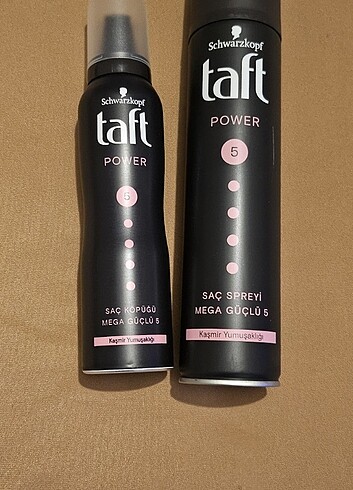 Schwarzkopf
taft
POWER
5
SAÇ KÖPÜĞÜ
MEGA GÜÇLÜ 5
Kaşmir Yumuşaklığı
Schwarzkopf
taft
POWER
5
SAÇ SPREYİ
MEGA GÜÇLÜ 5
Kaşmir Yumuşaklığı